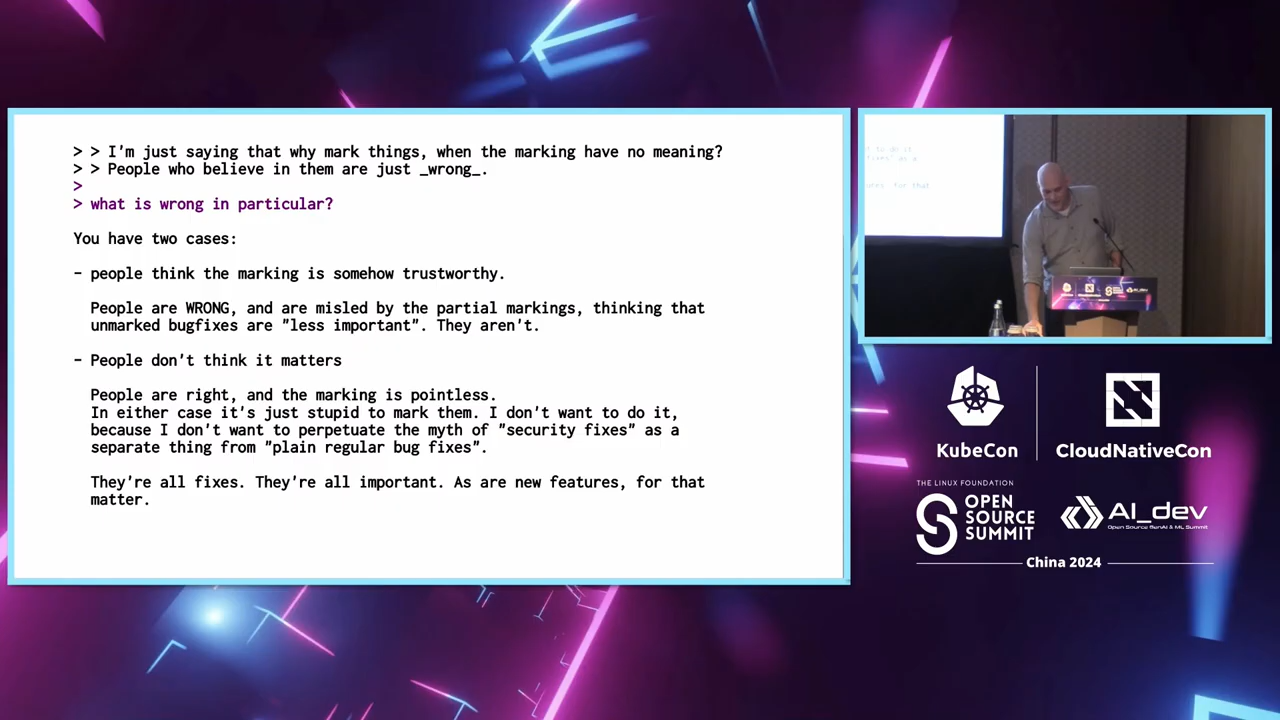 > > I'm just saying that why mark things, when the marking have no meaning?
> > People who believe in them are just _wrong_.
>
> what is wrong in particular?
You have two cases:
- people think the marking is somehow trustworthy.
People are WRONG, and are misled by the partial markings, thinking that
unmarked bugfixes are "less important". They aren't.
- People don't think it matters
People are right, and the marking is pointless.
In either case it's just stupid to mark them. I don't want to do it,
because I don't want to perpetuate the myth of "security fixes" as a
separate thing from "plain regular bug fixes".
They're all fixes. They're all important. As are new features, for that
matter.
KubeCon
CloudNativeCon
THE LINUX FOUNDATION
OPEN
SOURCE
SUMMIT
AI_dev
Open Source GenAI & ML Summit
China 2024